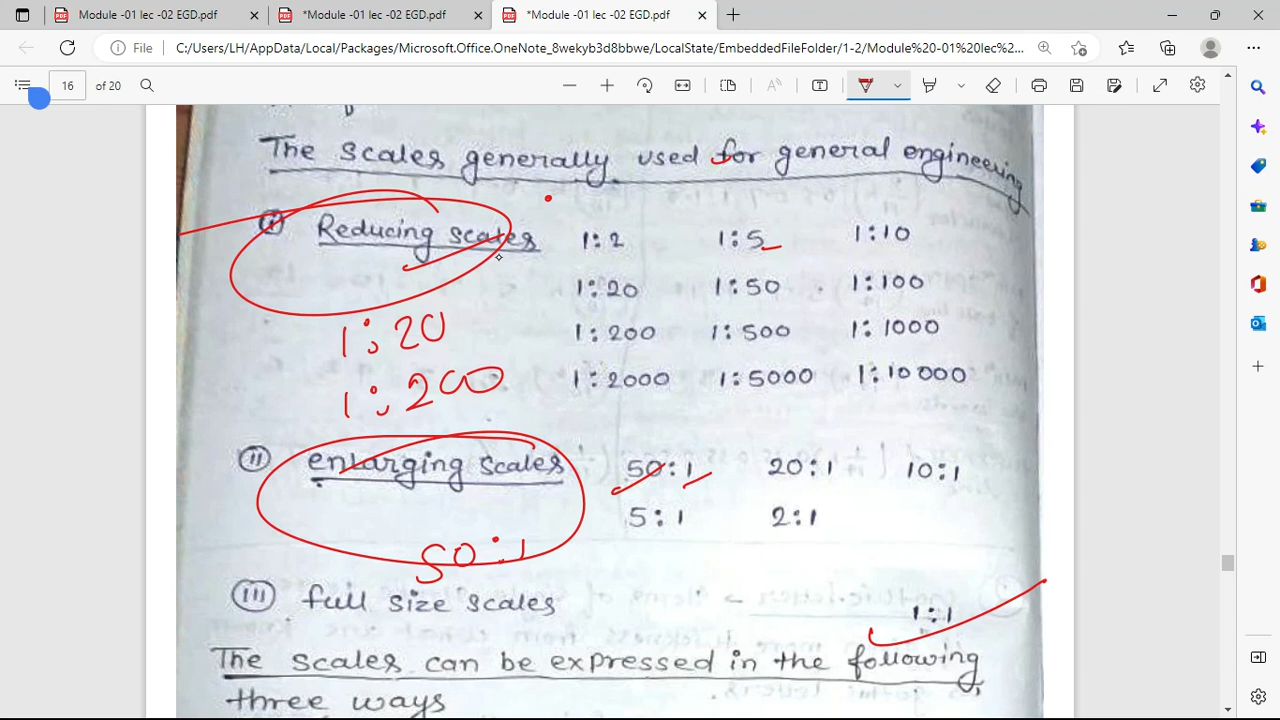 Module -01 lec -02 EGD.pdf
*Module -01 lec -02 EGD.pdf
*Module -01 lec -02 EGD.pdf
File
C:/Users/LH/AppData/Local/Packages/Microsoft.Office.OneNote_8wekyb3d8bbwe/LocalState/EmbeddedFileFolder/1-2/Module%20-01%20lec%2...
16 of 20
The scales generally used for general engineering
(i) Reducing scales 1:2 1:5 1:10
1:20 1:50 1:100
1:20
1:200 1:500 1:1000
1:200
1:2000 1:5000 1:10000
(ii) enlarging scales 50:1 20:1 10:1
5:1 2:1
50:1
(iii) full size scales 1:1
The scales can be expressed in the following
three ways